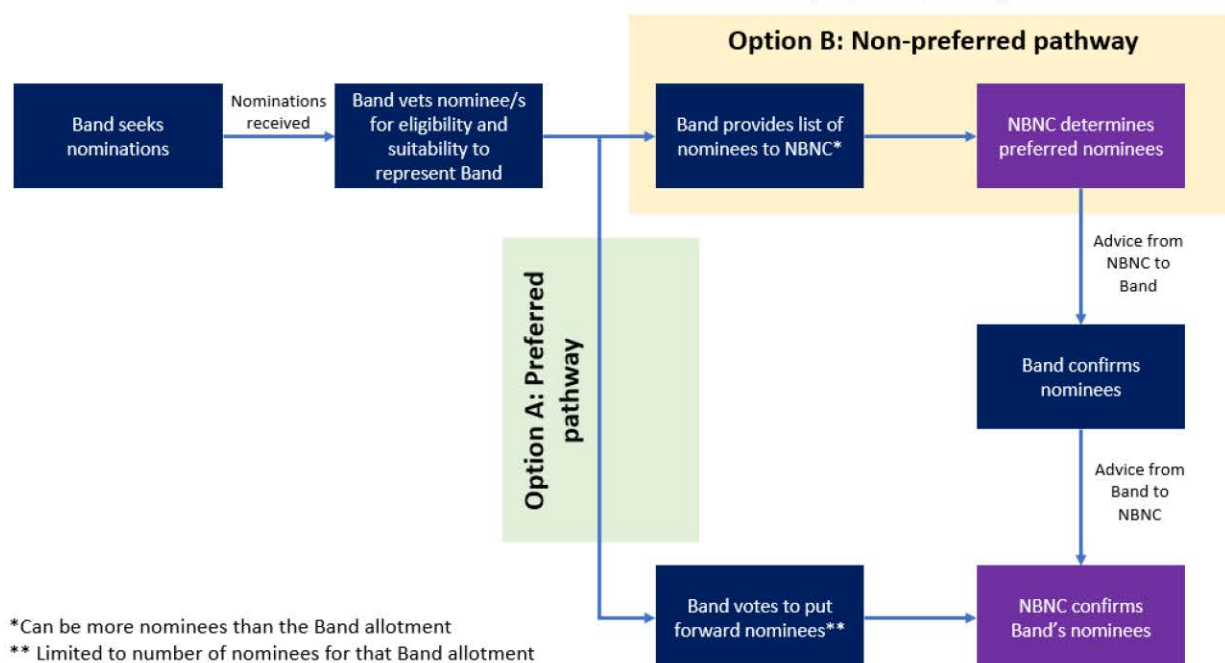 Option B: Non-preferred pathway
Band seeks
nominations
Nominations
received
Band vets nominee/s
for eligibility and
suitability to
represent Band
Band provides list of
nominees to NBNC*
NBNC determines
preferred nominees
Advice from
NBNC to
Band
Option A: Preferred
pathway
Band confirms
nominees
Advice from
Band to
NBNC
Band votes to put
forward nominees**
NBNC confirms
Band's nominees
*Can be more nominees than the Band allotment
** Limited to number of nominees for that Band allotment